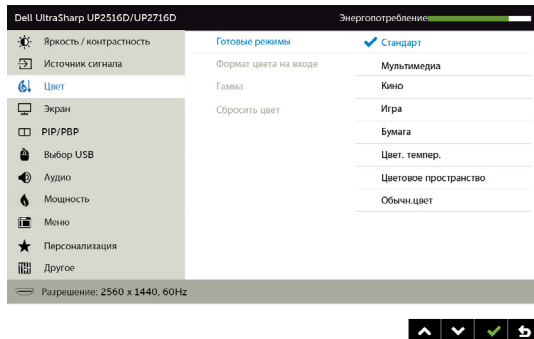 Dell UltraSharp UP2516D/UP2716D
Энергопотребление
Яркость / контрастность
Источник сигнала
Цвет
Экран
PIP/PBP
Выбор USB
Аудио
Мощность
Меню
Персонализация
Другое
Готовые режимы
Формат цвета на входе
Гамма
Сбросить цвет
Стандарт
Мультимедиа
Кино
Игра
Бумага
Цвет. темпер.
Цветовое пространство
Обычн.цвет
Разрешение: 2560 x 1440, 60Hz